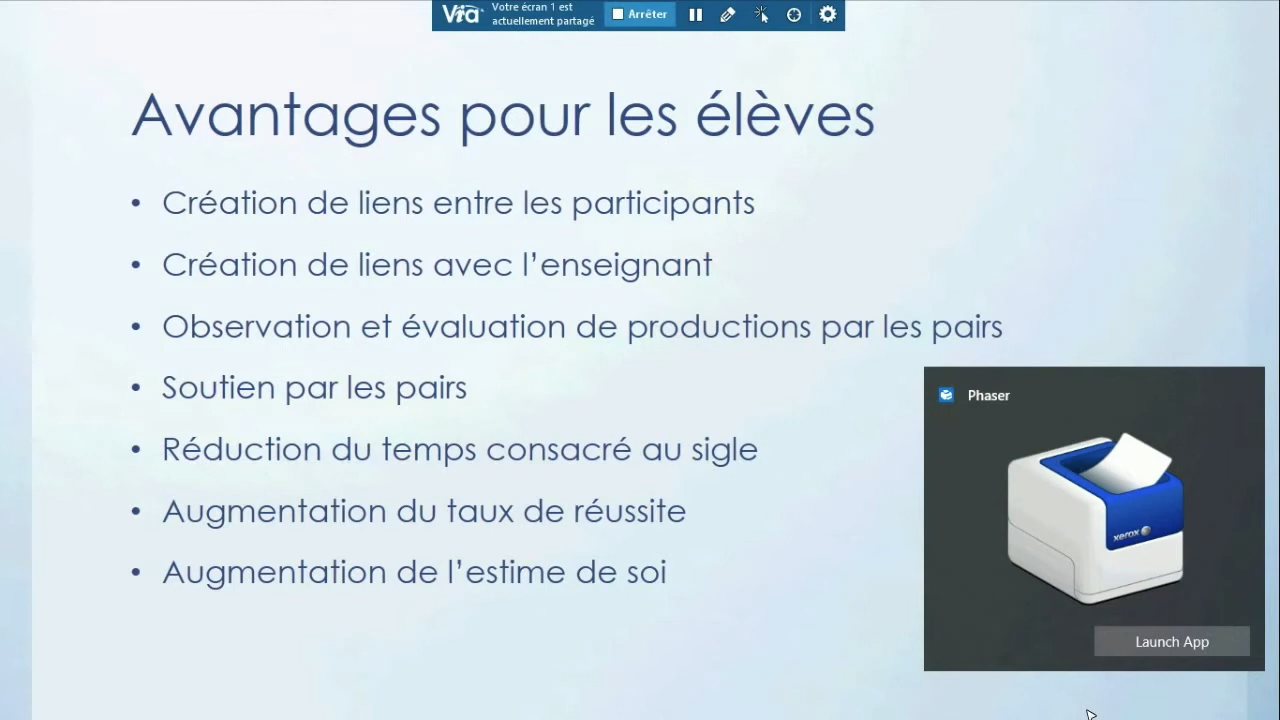 Via
Votre écran 1 est
actuellement partagé
Arrêter
Avantages pour les élèves
• Création de liens entre les participants
• Création de liens avec l’enseignant
• Observation et évaluation de productions par les pairs
• Soutien par les pairs
• Réduction du temps consacré au sigle
• Augmentation du taux de réussite
• Augmentation de l’estime de soi
Phaser
xerox
Launch App